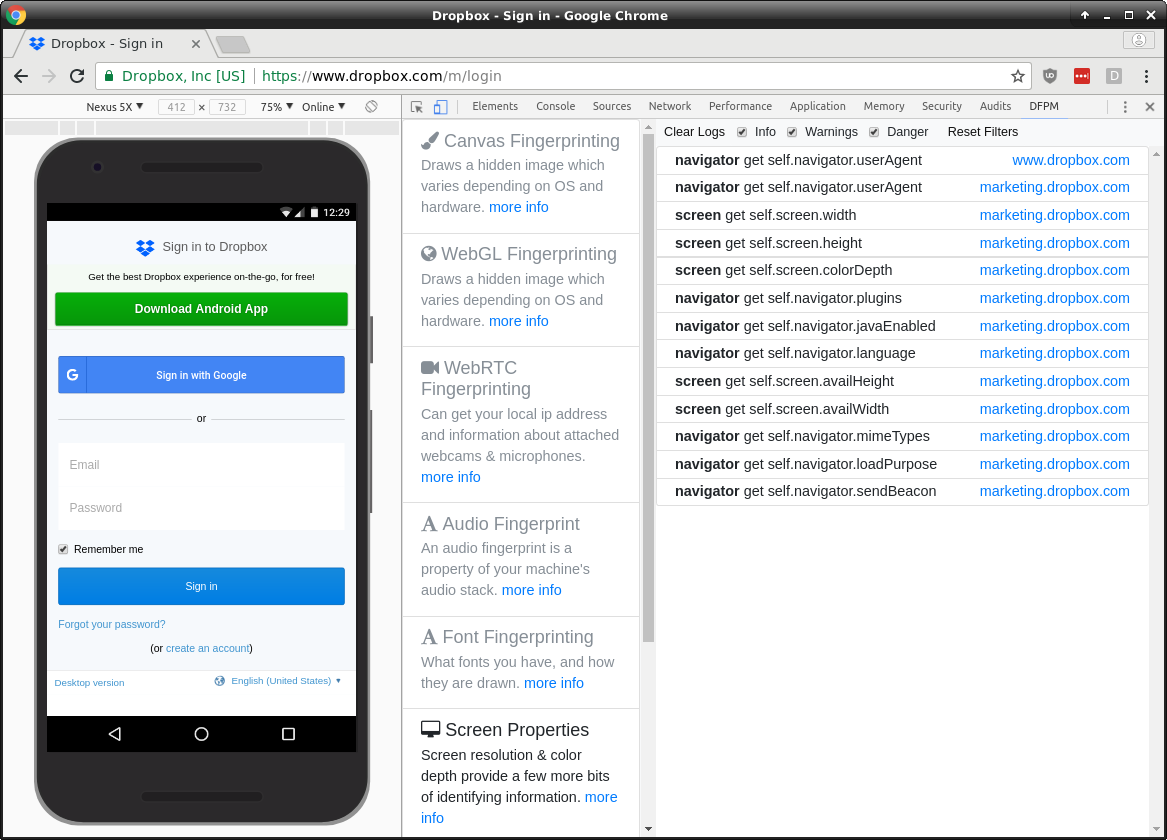 Dropbox - Sign in - Google Chrome
Dropbox - Sign in
Dropbox, Inc [US] https://www.dropbox.com/m/login
Nexus 5X 412 × 732 75% Online
Elements Console Sources Network Performance Application Memory Security Audits DFPM
12:29
Sign in to Dropbox
Get the best Dropbox experience on-the-go, for free!
Download Android App
G Sign in with Google
or
Email
Password
Remember me
Sign in
Forgot your password?
(or create an account)
Desktop version English (United States)
Canvas Fingerprinting
Draws a hidden image which
varies depending on OS and
hardware. more info
WebGL Fingerprinting
Draws a hidden image which
varies depending on OS and
hardware. more info
WebRTC
Fingerprinting
Can get your local ip address
and information about attached
webcams & microphones.
more info
A Audio Fingerprint
An audio fingerprint is a
property of your machine's
audio stack. more info
A Font Fingerprinting
What fonts you have, and how
they are drawn. more info
Screen Properties
Screen resolution & color
depth provide a few more bits
of identifying information. more
info
Clear Logs Info Warnings Danger Reset Filters
navigator get self.navigator.userAgent www.dropbox.com
navigator get self.navigator.userAgent marketing.dropbox.com
screen get self.screen.width marketing.dropbox.com
screen get self.screen.height marketing.dropbox.com
screen get self.screen.colorDepth marketing.dropbox.com
navigator get self.navigator.plugins marketing.dropbox.com
navigator get self.navigator.javaEnabled marketing.dropbox.com
navigator get self.navigator.language marketing.dropbox.com
screen get self.screen.availHeight marketing.dropbox.com
screen get self.screen.availWidth marketing.dropbox.com
navigator get self.navigator.mimeTypes marketing.dropbox.com
navigator get self.navigator.loadPurpose marketing.dropbox.com
navigator get self.navigator.sendBeacon marketing.dropbox.com